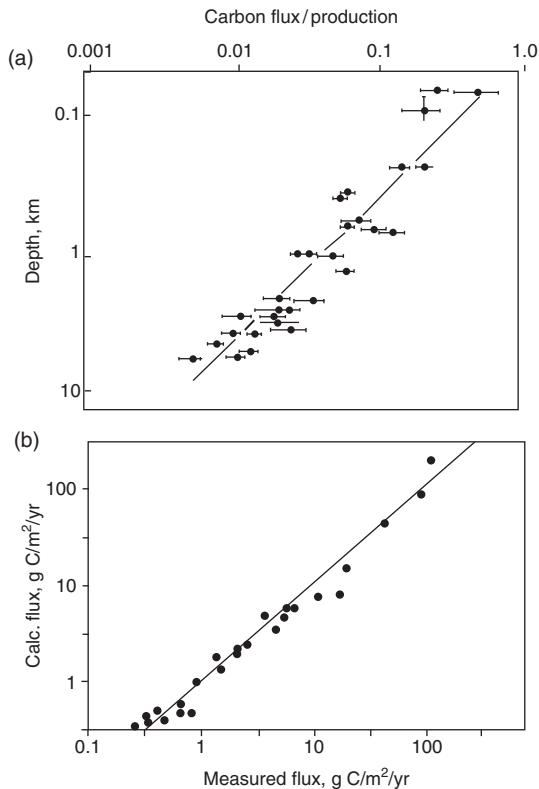 Carbon flux/production
0.001 0.01 0.1 1.0
(a)
0.1
1
10
Depth, km
(b)
100
10
1
Calc. flux, g C/m²/yr
0.1 1 10 100
Measured flux, g C/m²/yr